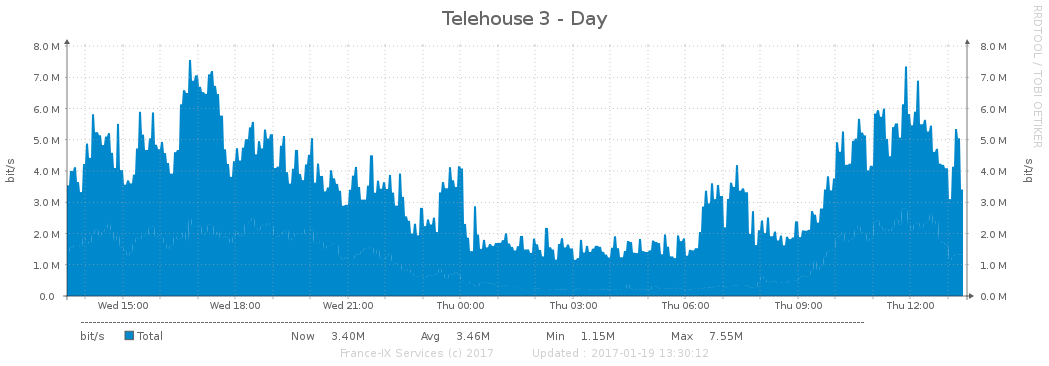 Telehouse 3 - Day
RRDTOOL / TOBI OETIKER
bit/s
bit/s
8.0 M 8.0 M
7.0 M 7.0 M
6.0 M 6.0 M
5.0 M 5.0 M
4.0 M 4.0 M
3.0 M 3.0 M
2.0 M 2.0 M
1.0 M 1.0 M
0.0 0.0 M
Wed 15:00 Wed 18:00 Wed 21:00 Thu 00:00 Thu 03:00 Thu 06:00 Thu 09:00 Thu 12:00
bit/s Total Now 3.40M Avg 3.46M Min 1.15M Max 7.55M
France-IX Services (c) 2017 Updated : 2017-01-19 13:30:12